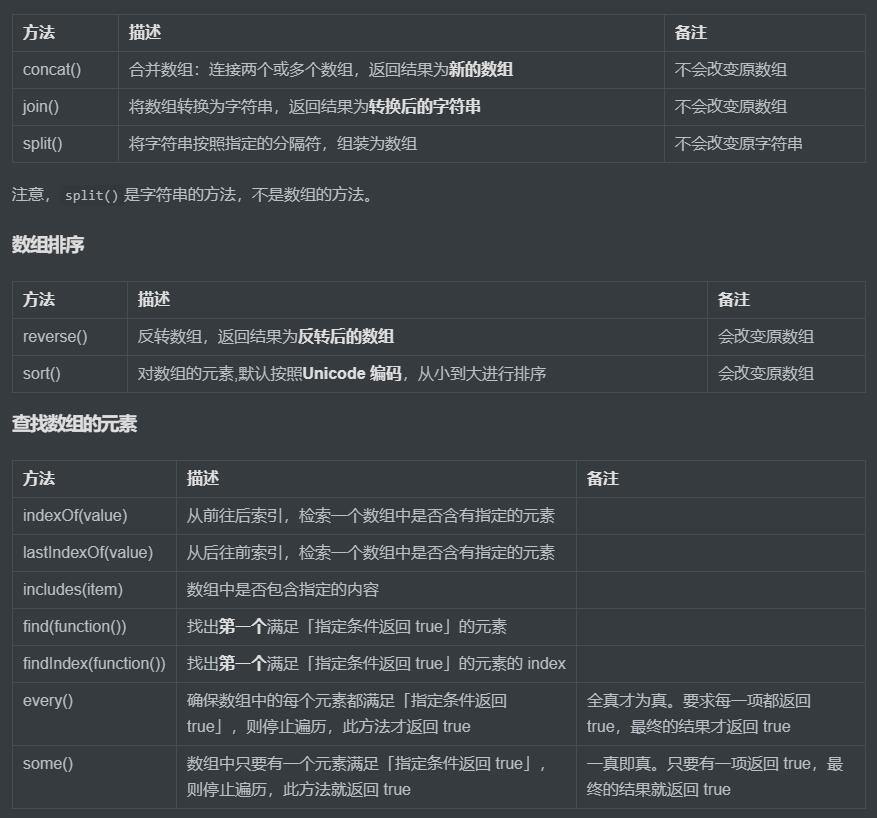 方法 描述 备注
concat() 合并数组：连接两个或多个数组，返回结果为新的数组 不会改变原数组
join() 将数组转换为字符串，返回结果为转换后的字符串 不会改变原数组
split() 将字符串按照指定的分隔符，组装为数组 不会改变原字符串
注意， split() 是字符串的方法，不是数组的方法。
数组排序
方法 描述 备注
reverse() 反转数组，返回结果为反转后的数组 会改变原数组
sort() 对数组的元素,默认按照Unicode 编码，从小到大进行排序 会改变原数组
查找数组的元素
方法 描述 备注
indexOf(value) 从前往后索引，检索一个数组中是否含有指定的元素
lastIndexOf(value) 从后往前索引，检索一个数组中是否含有指定的元素
includes(item) 数组中是否包含指定的内容
find(function()) 找出第一个满足「指定条件返回 true」的元素
findIndex(function()) 找出第一个满足「指定条件返回 true」的元素的 index
every() 确保数组中的每个元素都满足「指定条件返回 全真才为真。要求每一项都返回
true」，则停止遍历，此方法才返回 true true，最终的结果才返回 true
some() 数组中只要有一个元素满足「指定条件返回 true」， 一真即真。只要有一项返回 true，最
则停止遍历，此方法就返回 true 终的结果就返回 true